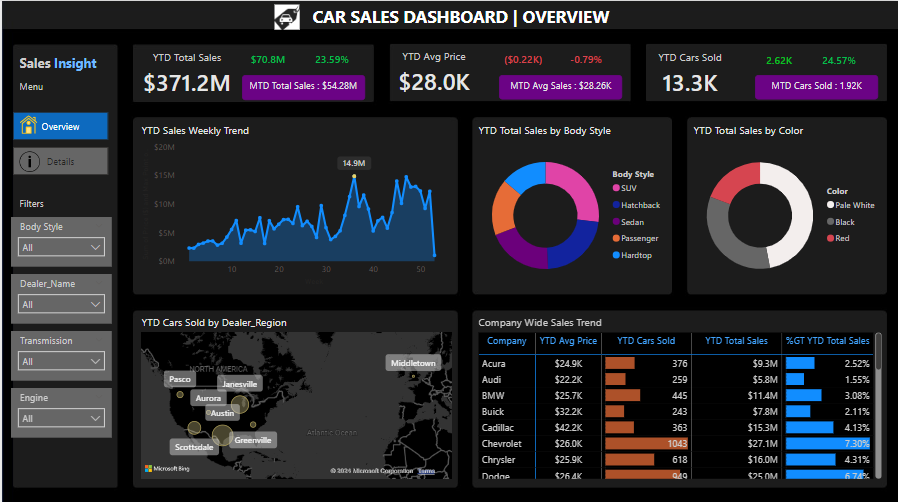 CAR SALES DASHBOARD | OVERVIEW
Sales Insight
Menu
Overview
Details
Filters
Body Style
All
Dealer_Name
All
Transmission
All
Engine
All
YTD Total Sales
$70.8M 23.59%
$371.2M
MTD Total Sales : $54.28M
YTD Avg Price
($0.22K) -0.79%
$28.0K
MTD Avg Sales : $28.26K
YTD Cars Sold
2.62K 24.57%
13.3K
MTD Cars Sold : 1.92K
YTD Sales Weekly Trend
$20M
$15M
$10M
$5M
$0M
14.9M
10 20 30 40 50
YTD Total Sales by Body Style
Body Style
SUV
Hatchback
Sedan
Passenger
Hardtop
YTD Total Sales by Color
Color
Pale White
Black
Red
YTD Cars Sold by Dealer_Region
NORTH AMERICA
Middletown
Pasco
Janesville
Aurora
Austin
Greenville
Scottsdale
Atlantic Ocean
Microsoft Bing
© 2024 Microsoft Corporation Terms
Company Wide Sales Trend
Company YTD Avg Price YTD Cars Sold YTD Total Sales %GT YTD Total Sales
Acura $24.9K 376 $9.3M 2.52%
Audi $22.2K 259 $5.8M 1.55%
BMW $25.7K 445 $11.4M 3.08%
Buick $32.2K 243 $7.8M 2.11%
Cadillac $42.2K 363 $15.3M 4.13%
Chevrolet $26.0K 1043 $27.1M 7.30%
Chrysler $25.9K 618 $16.0M 4.31%
Dodge $26.4K 949 $25.0M 6.74%